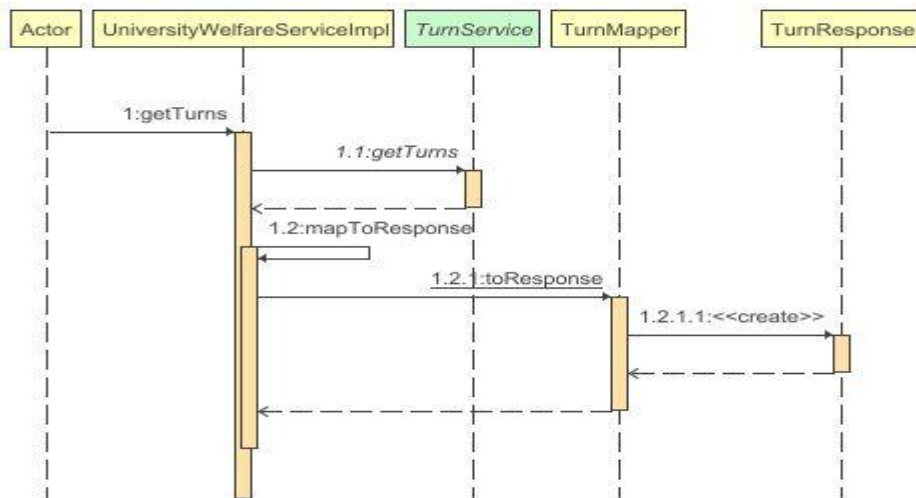 Actor
UniversityWelfareServiceImpl
TurnService
TurnMapper
TurnResponse
1:getTurns
1.1:getTurns
1.2:mapToResponse
1.2.1:toResponse
1.2.1.1:<<create>>